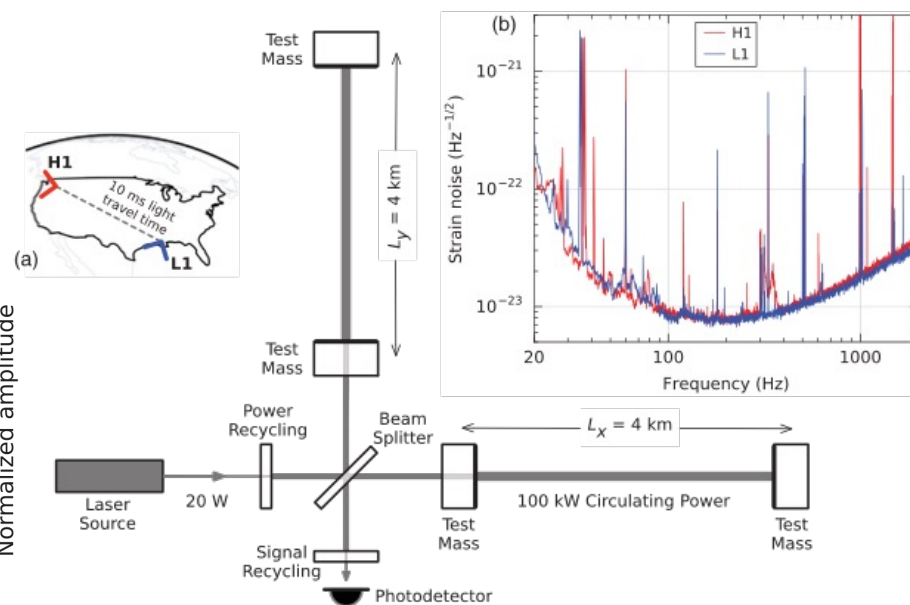 Test
Mass
(b)
H1
L1
10⁻²¹
10⁻²²
10⁻²³
Strain noise (Hz⁻¹/²)
20
100
1000
Frequency (Hz)
H1
10 ms light
travel time
L1
(a)
Ly = 4 km
Test
Mass
Normalized amplitude
Power
Recycling
Beam
Splitter
Lx = 4 km
Laser
Source
20 W
100 kW Circulating Power
Test
Mass
Test
Mass
Signal
Recycling
Photodetector